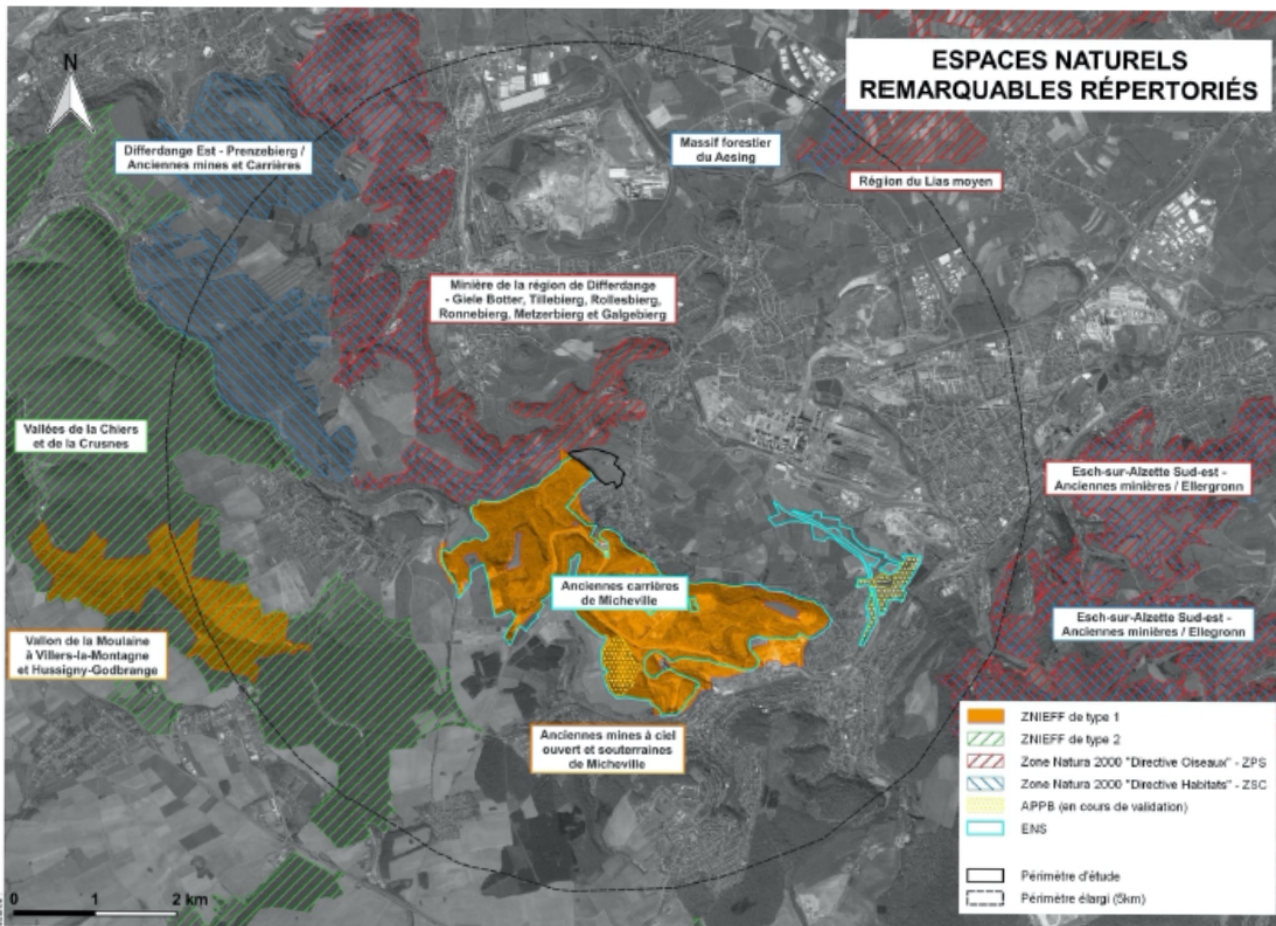 ESPACES NATURELS
REMARQUABLES RÉPERTORIÉS
N
Differdange Est - Prenzebierg /
Anciennes mines et Carrières
Massif forestier
du Aesing
Région du Lias moyen
Minière de la région de Differdange
- Giele Botter, Tillebierg, Rollesbierg,
Ronnebierg, Metzerbierg et Galgebierg
Vallées de la Chiers
et de la Crusnes
Esch-sur-Alzette Sud-est -
Anciennes minières / Ellergronn
Anciennes carrières
de Micheville
Esch-sur-Alzette Sud-est -
Anciennes minières / Ellegronn
Vallon de la Moulaine
à Villers-la-Montagne
et Hussigny-Godbrange
Anciennes mines à ciel
ouvert et souterraines
de Micheville
ZNIEFF de type 1
ZNIEFF de type 2
Zone Natura 2000 "Directive Oiseaux" - ZPS
Zone Natura 2000 "Directive Habitats" - ZSC
APPB (en cours de validation)
ENS
Périmètre d'étude
Périmètre élargi (5km)
0 1 2 km